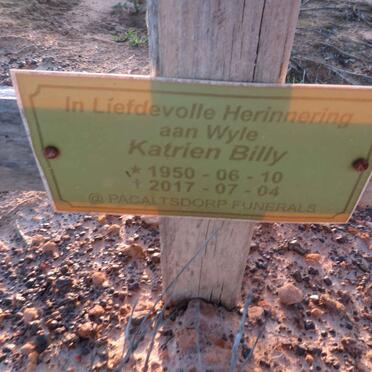 In Liefdevolle Herinnering
aan Wyle
Katrien Billy
* 1950 - 06 - 10
† 2017 - 07 - 04
@ PACALTSDORP FUNERALS